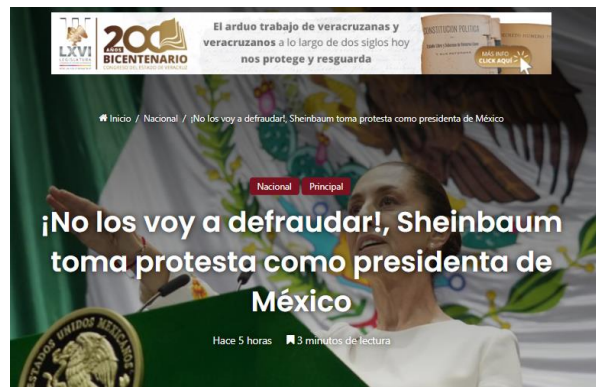 LXVI
LEGISLATURA
200
AÑOS
BICENTENARIO
CONGRESO DEL ESTADO DE VERACRUZ
El arduo trabajo de veracruzanas y
veracruzanos a lo largo de dos siglos hoy
nos protege y resguarda
CONSTITUCION POLITICA
MÁS INFO
CLICK AQUÍ
Inicio / Nacional / ¡No los voy a defraudar!, Sheinbaum toma protesta como presidenta de México
Nacional Principal
¡No los voy a defraudar!, Sheinbaum
toma protesta como presidenta de
México
Hace 5 horas 3 minutos de lectura
ESTADOS UNIDOS MEXICANOS